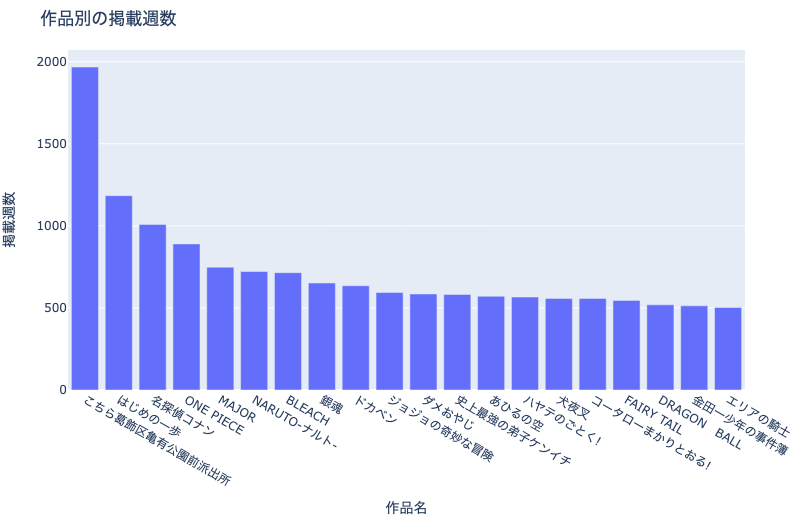 作品別の掲載週数
掲載週数
2000
1500
1000
500
0
こちら葛飾区亀有公園前派出所
はじめの一歩
名探偵コナン
ONE PIECE
MAJOR
NARUTO-ナルト-
BLEACH
銀魂
ドカベン
ジョジョの奇妙な冒険
ダメおやじ
史上最強の弟子ケンイチ
あひるの空
ハヤテのごとく!
犬夜叉
コータローまかりとおる!
FAIRY TAIL
DRAGON　BALL
金田一少年の事件簿
エリアの騎士
作品名